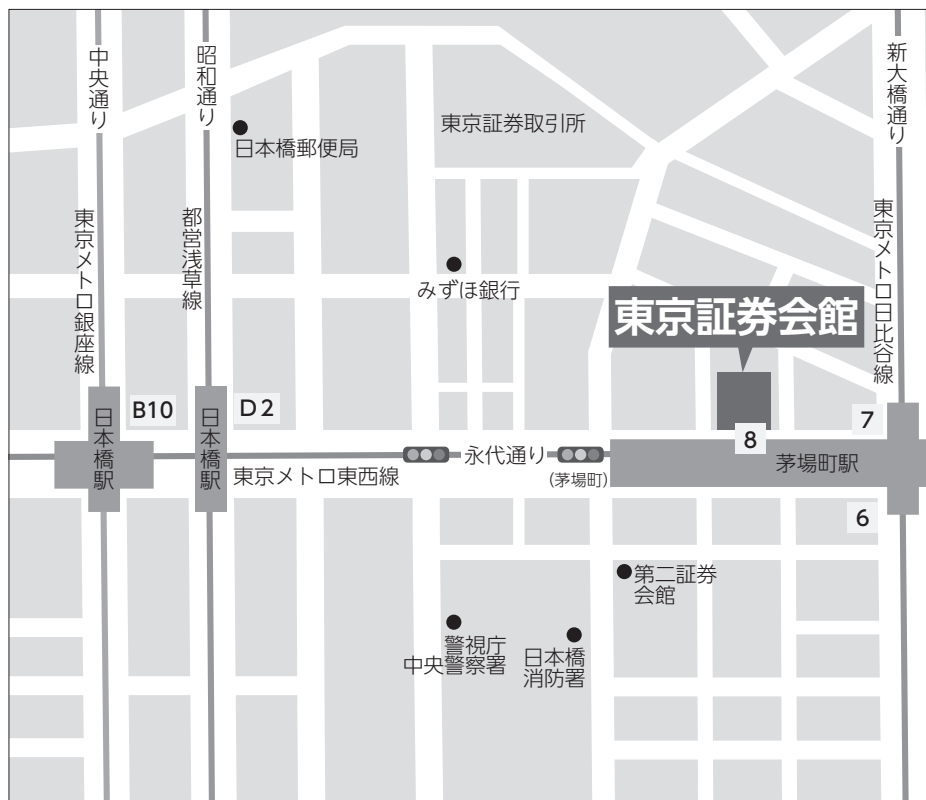 中央通り
昭和通り
新大橋通り
日本橋郵便局
東京証券取引所
東京メトロ銀座線
都営浅草線
東京メトロ日比谷線
みずほ銀行
東京証券会館
B10
D2
7
8
日本橋駅
日本橋駅
東京メトロ東西線
永代通り
(茅場町)
茅場町駅
6
第二証券
会館
警視庁
中央警察署
日本橋
消防署